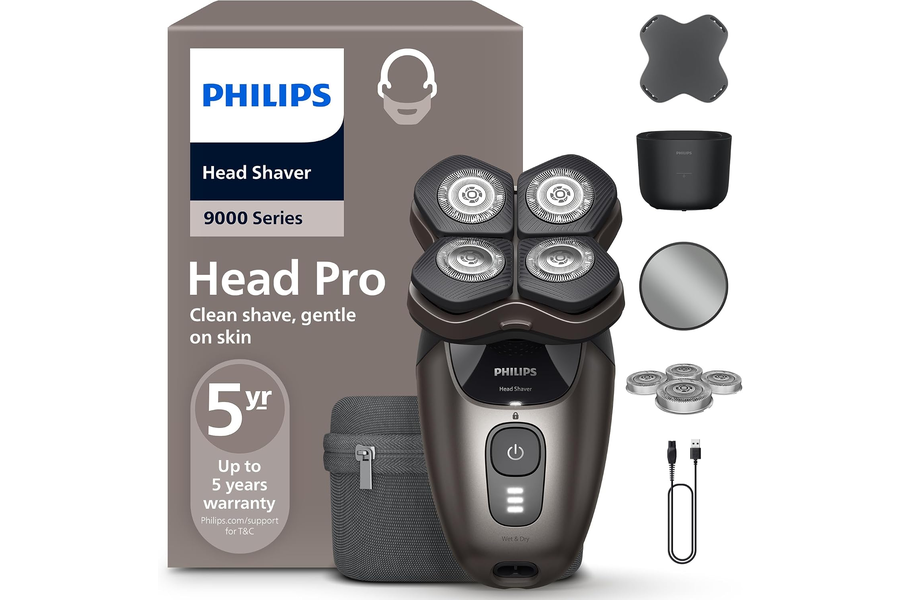 PHILIPS
Head Shaver
9000 Series
Head Pro
Clean shave, gentle
on skin
5yr
Up to
5 years
warranty
Philips.com/support
for T&C
PHILIPS
Head Shaver
Wet & Dry
PHILIPS